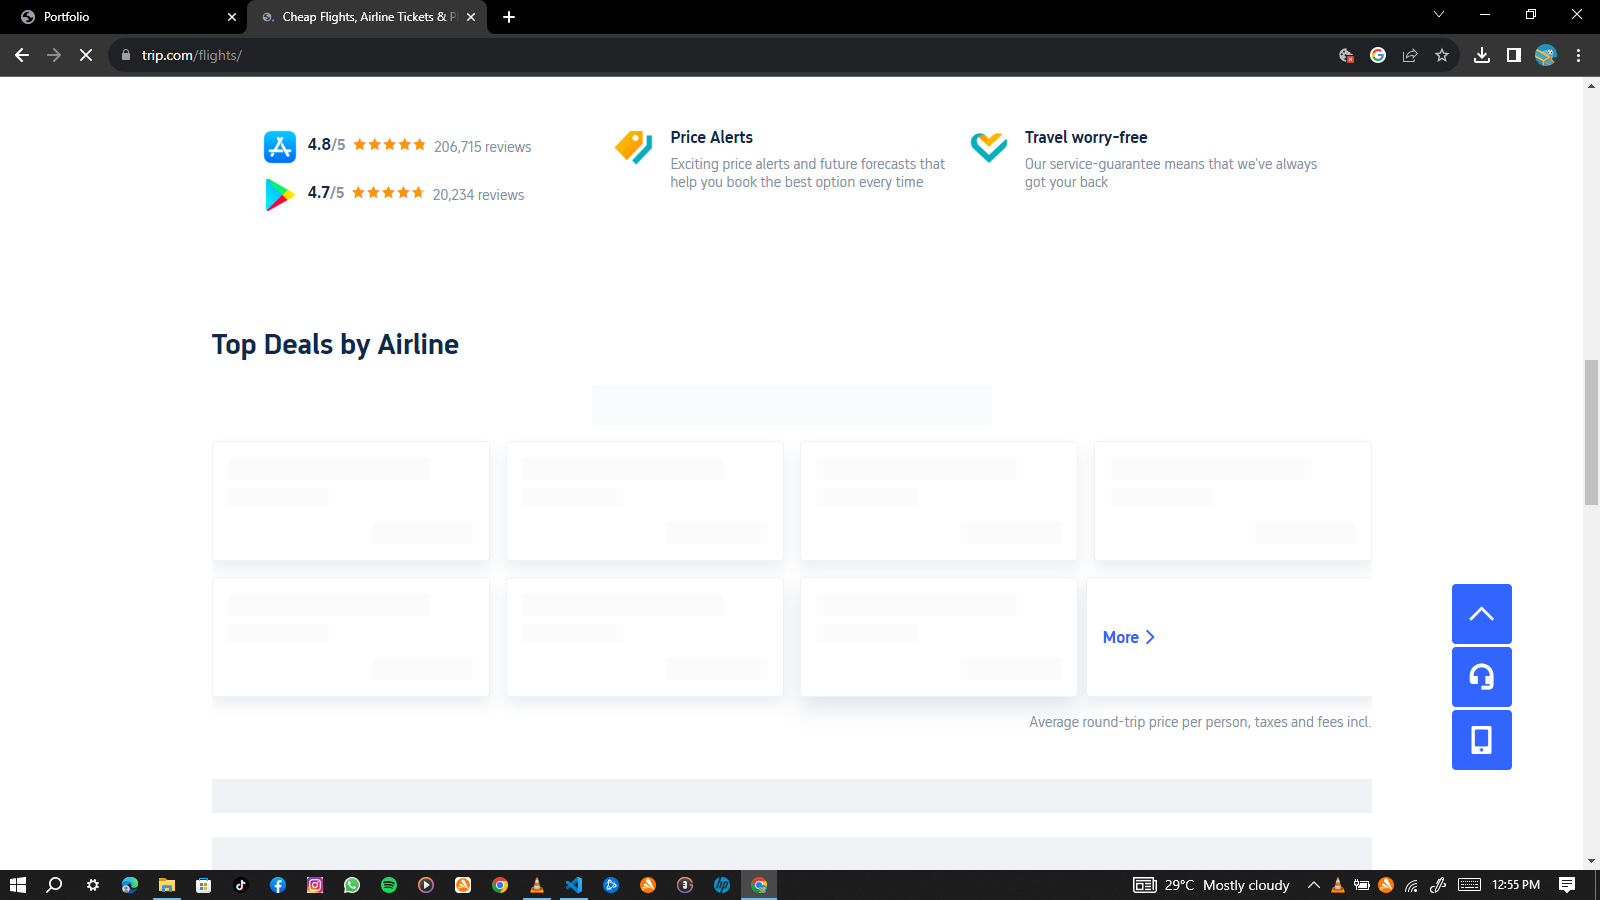 Portfolio
Cheap Flights, Airline Tickets & P
trip.com/flights/
4.8/5 206,715 reviews
4.7/5 20,234 reviews
Price Alerts
Exciting price alerts and future forecasts that
help you book the best option every time
Travel worry-free
Our service-guarantee means that we've always
got your back
Top Deals by Airline
More
Average round-trip price per person, taxes and fees incl.
29°C Mostly cloudy
12:55 PM